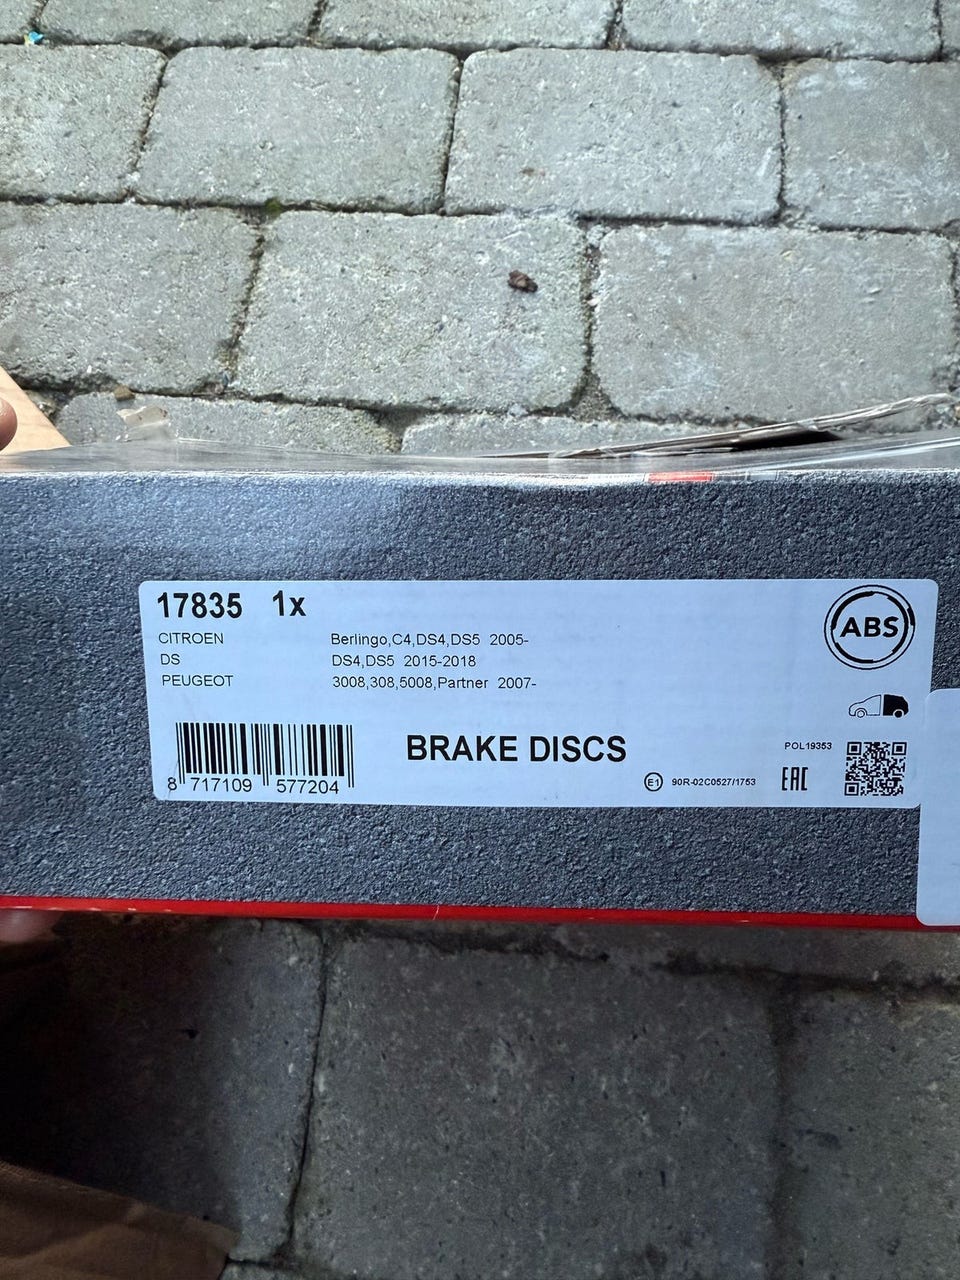 17835 1x
CITROEN Berlingo,C4,DS4,DS5 2005-
DS DS4,DS5 2015-2018
PEUGEOT 3008,308,5008,Partner 2007-
ABS
BRAKE DISCS
POL19353
8 717109 577204
E1 90R-02C0527/1753
EAC